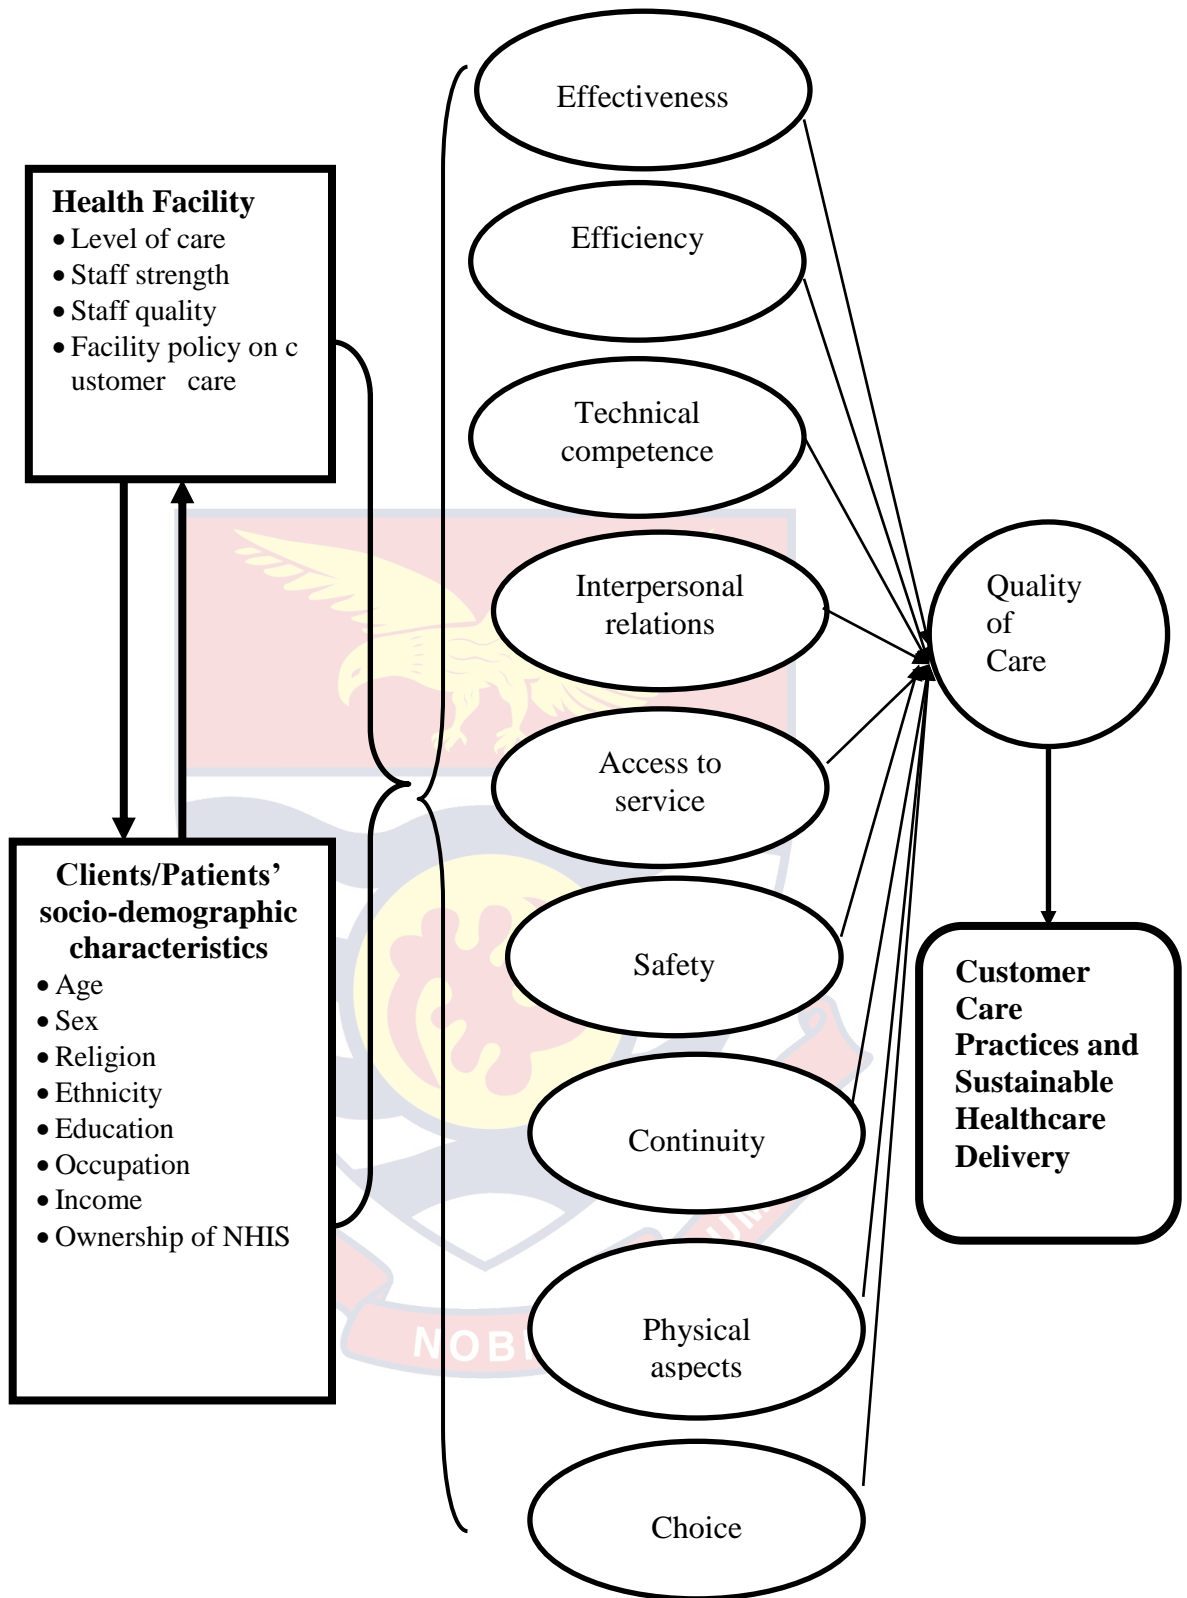 Health Facility
• Level of care
• Staff strength
• Staff quality
• Facility policy on c
ustomer care
Clients/Patients’
socio-demographic
characteristics
• Age
• Sex
• Religion
• Ethnicity
• Education
• Occupation
• Income
• Ownership of NHIS
Effectiveness
Efficiency
Technical
competence
Interpersonal
relations
Access to
service
Safety
Continuity
Physical
aspects
Choice
Quality
of
Care
Customer
Care
Practices and
Sustainable
Healthcare
Delivery